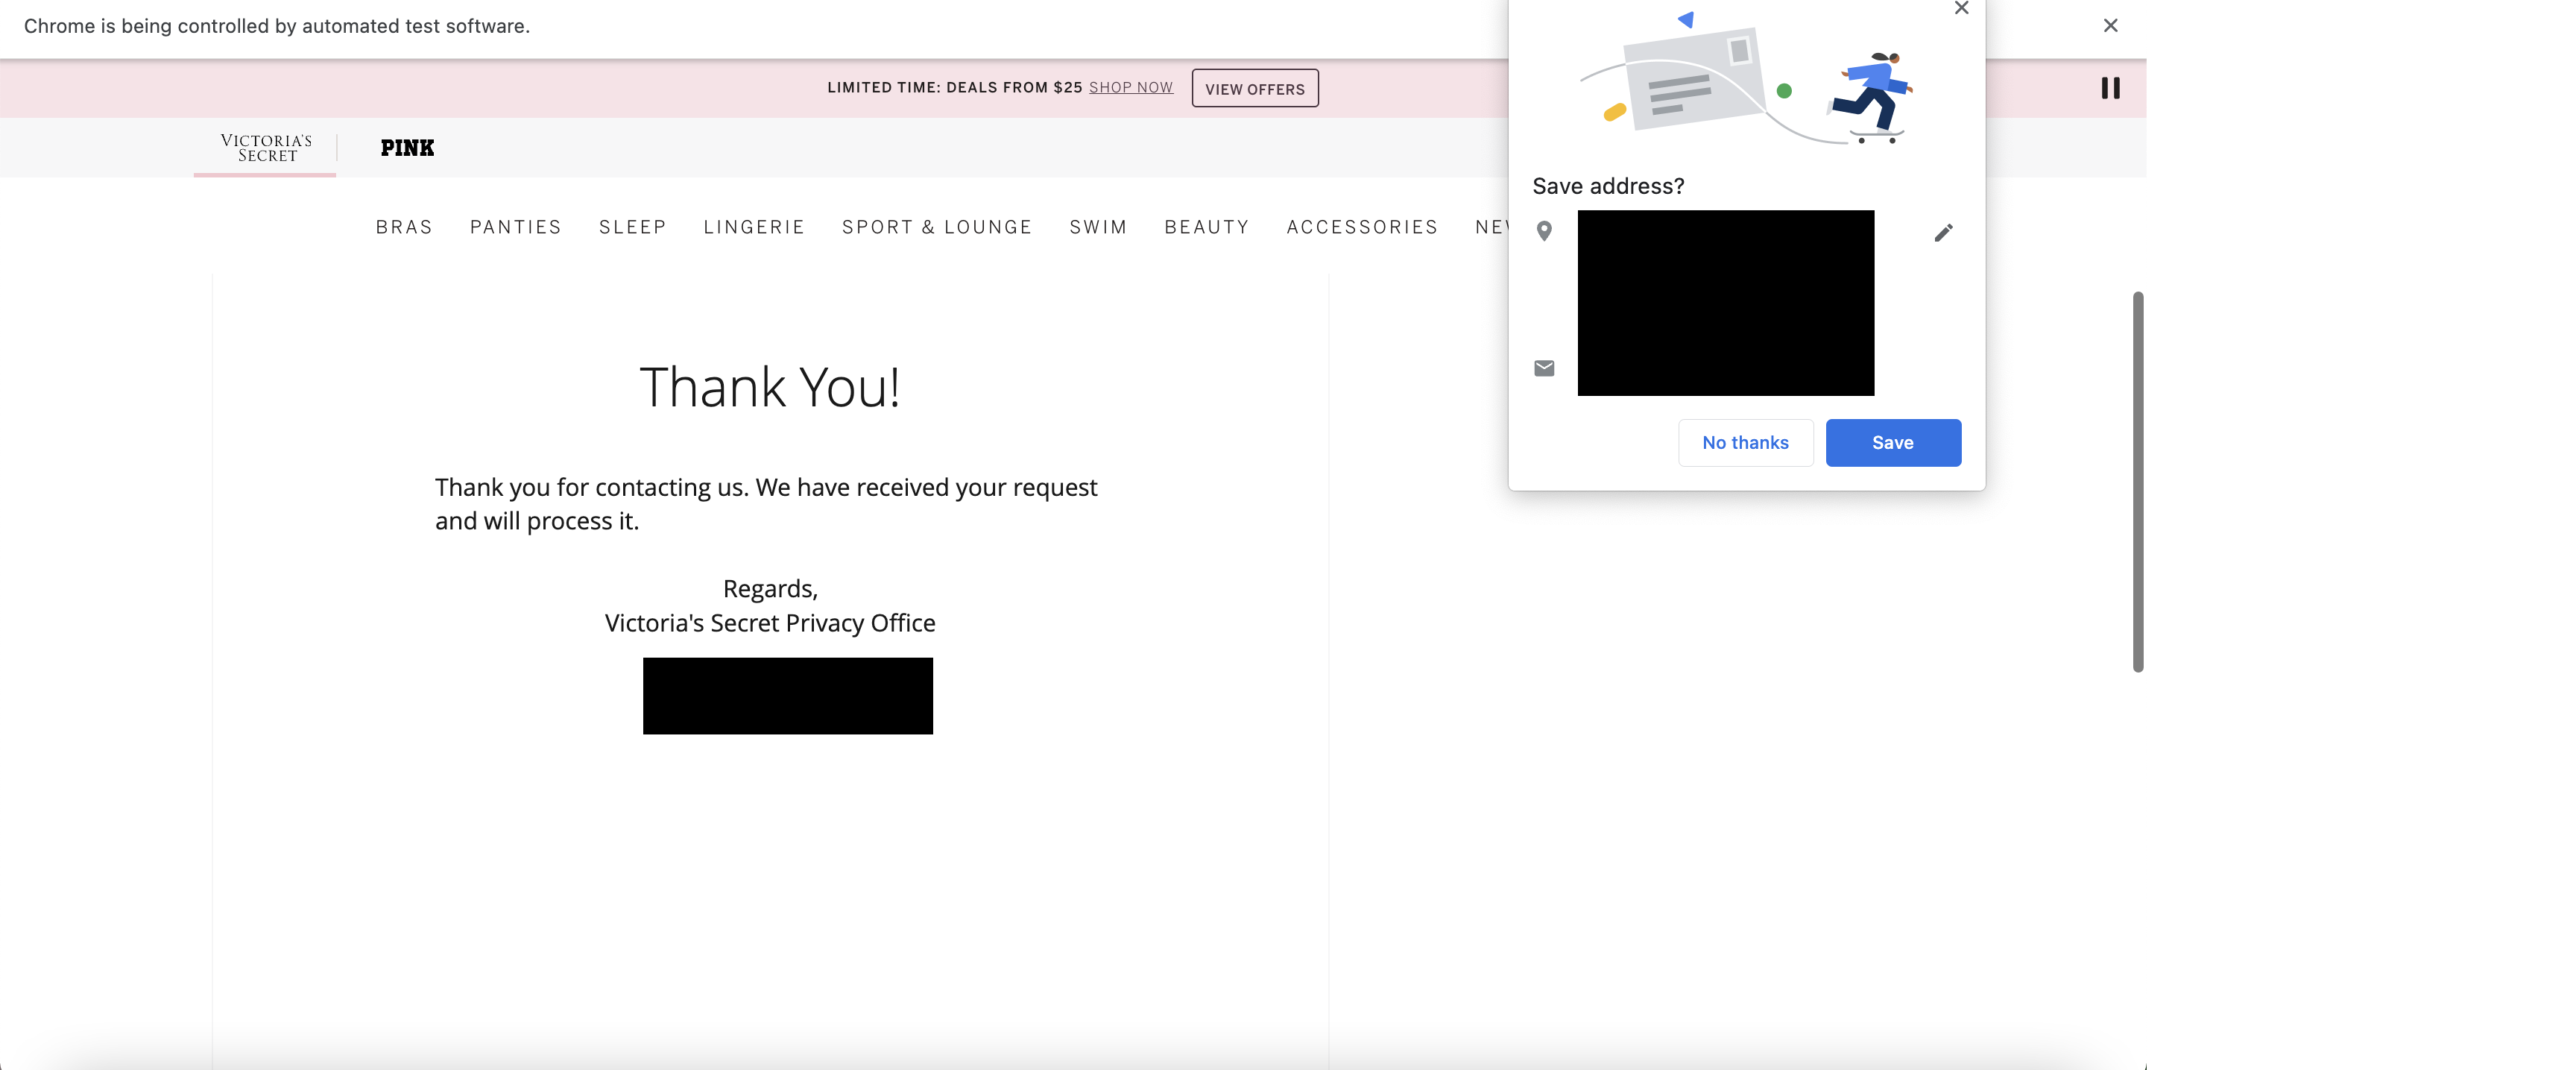 Chrome is being controlled by automated test software.
LIMITED TIME: DEALS FROM $25 SHOP NOW VIEW OFFERS
VICTORIA'S
SECRET
PINK
BRAS PANTIES SLEEP LINGERIE SPORT & LOUNGE SWIM BEAUTY ACCESSORIES
Thank You!
Thank you for contacting us. We have received your request
and will process it.
Regards,
Victoria's Secret Privacy Office
Save address?
No thanks Save